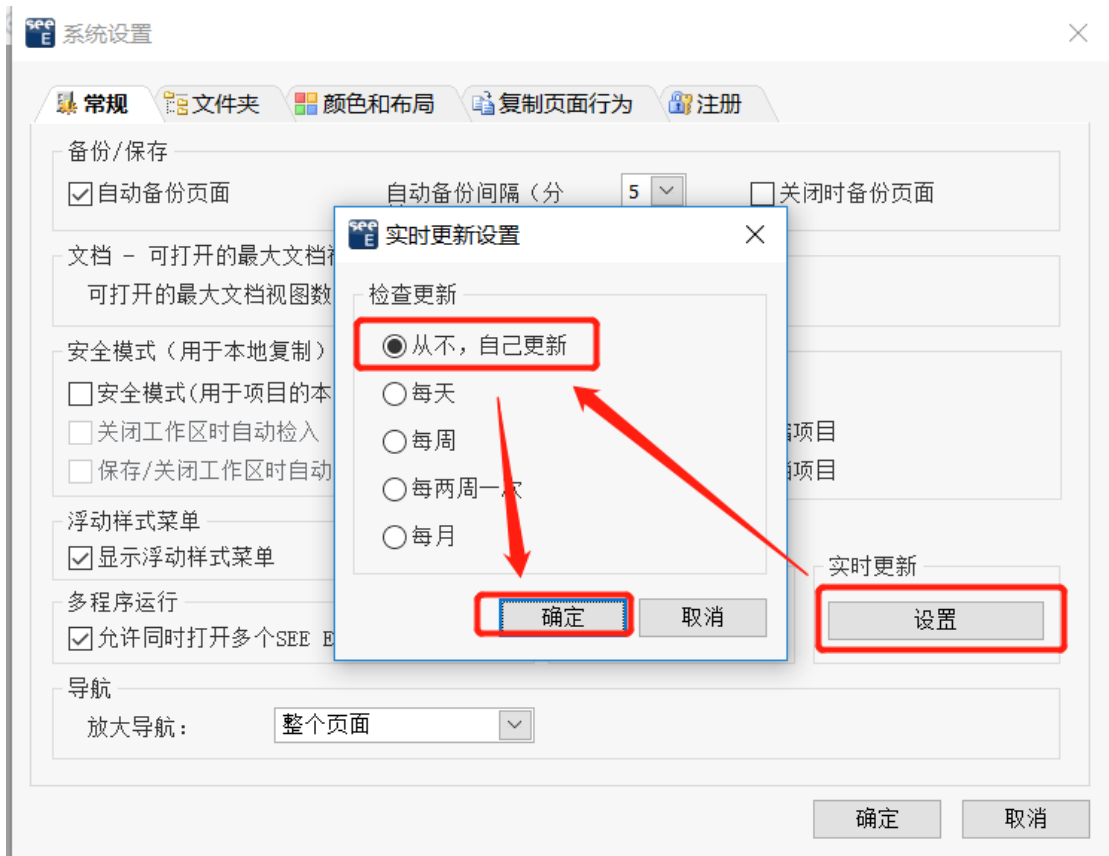 see E 系统设置
常规 文件夹 颜色和布局 复制页面行为 注册
备份/保存
自动备份页面 自动备份间隔（分 5 关闭时备份页面
see E 实时更新设置
文档 - 可打开的最大文档
可打开的最大文档视图数
检查更新
从不，自己更新
安全模式（用于本地复制）
安全模式(用于项目的本
每天
关闭工作区时自动检入 项目
每周
保存/关闭工作区时自动 项目
每两周一次
浮动样式菜单
显示浮动样式菜单
每月
实时更新
多程序运行
确定 取消 设置
允许同时打开多个SEE E
导航
放大导航： 整个页面
确定 取消